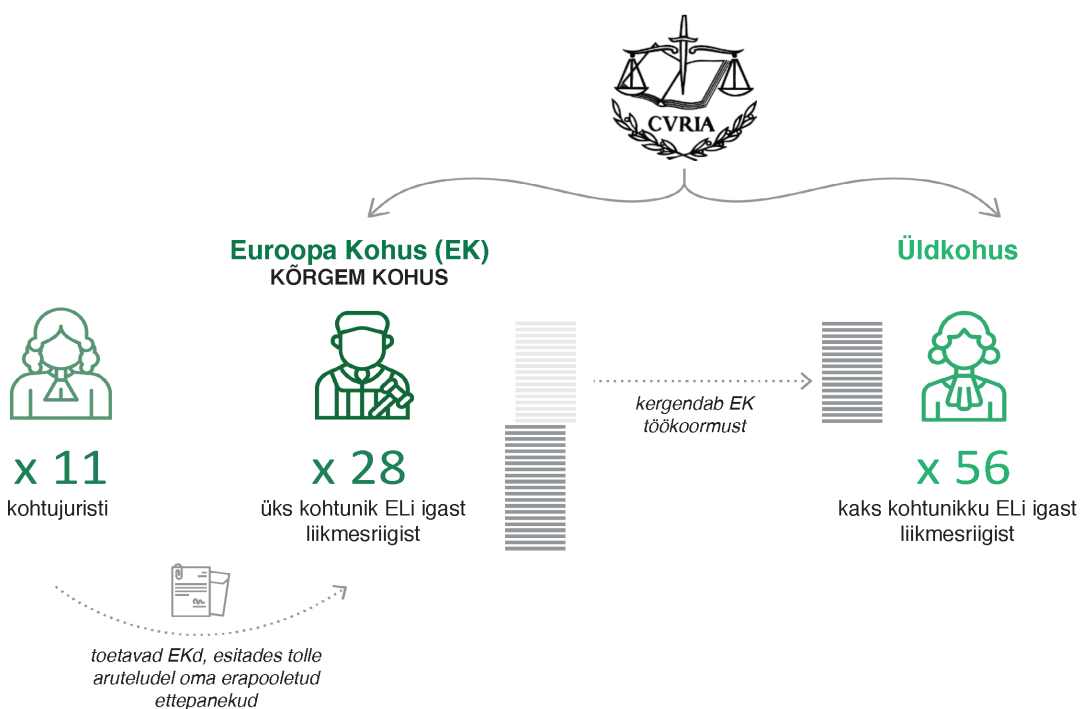 CVRIA
Euroopa Kohus (EK)
KÕRGEM KOHUS
Üldkohus
kergendab EK
töökoormust
x 11
kohtujuristi
x 28
üks kohtunik ELi igast
liikmesriigist
x 56
kaks kohtunikku ELi igast
liikmesriigist
toetavad EKd, esitades tolle
aruteludel oma erapooletud
ettepanekud